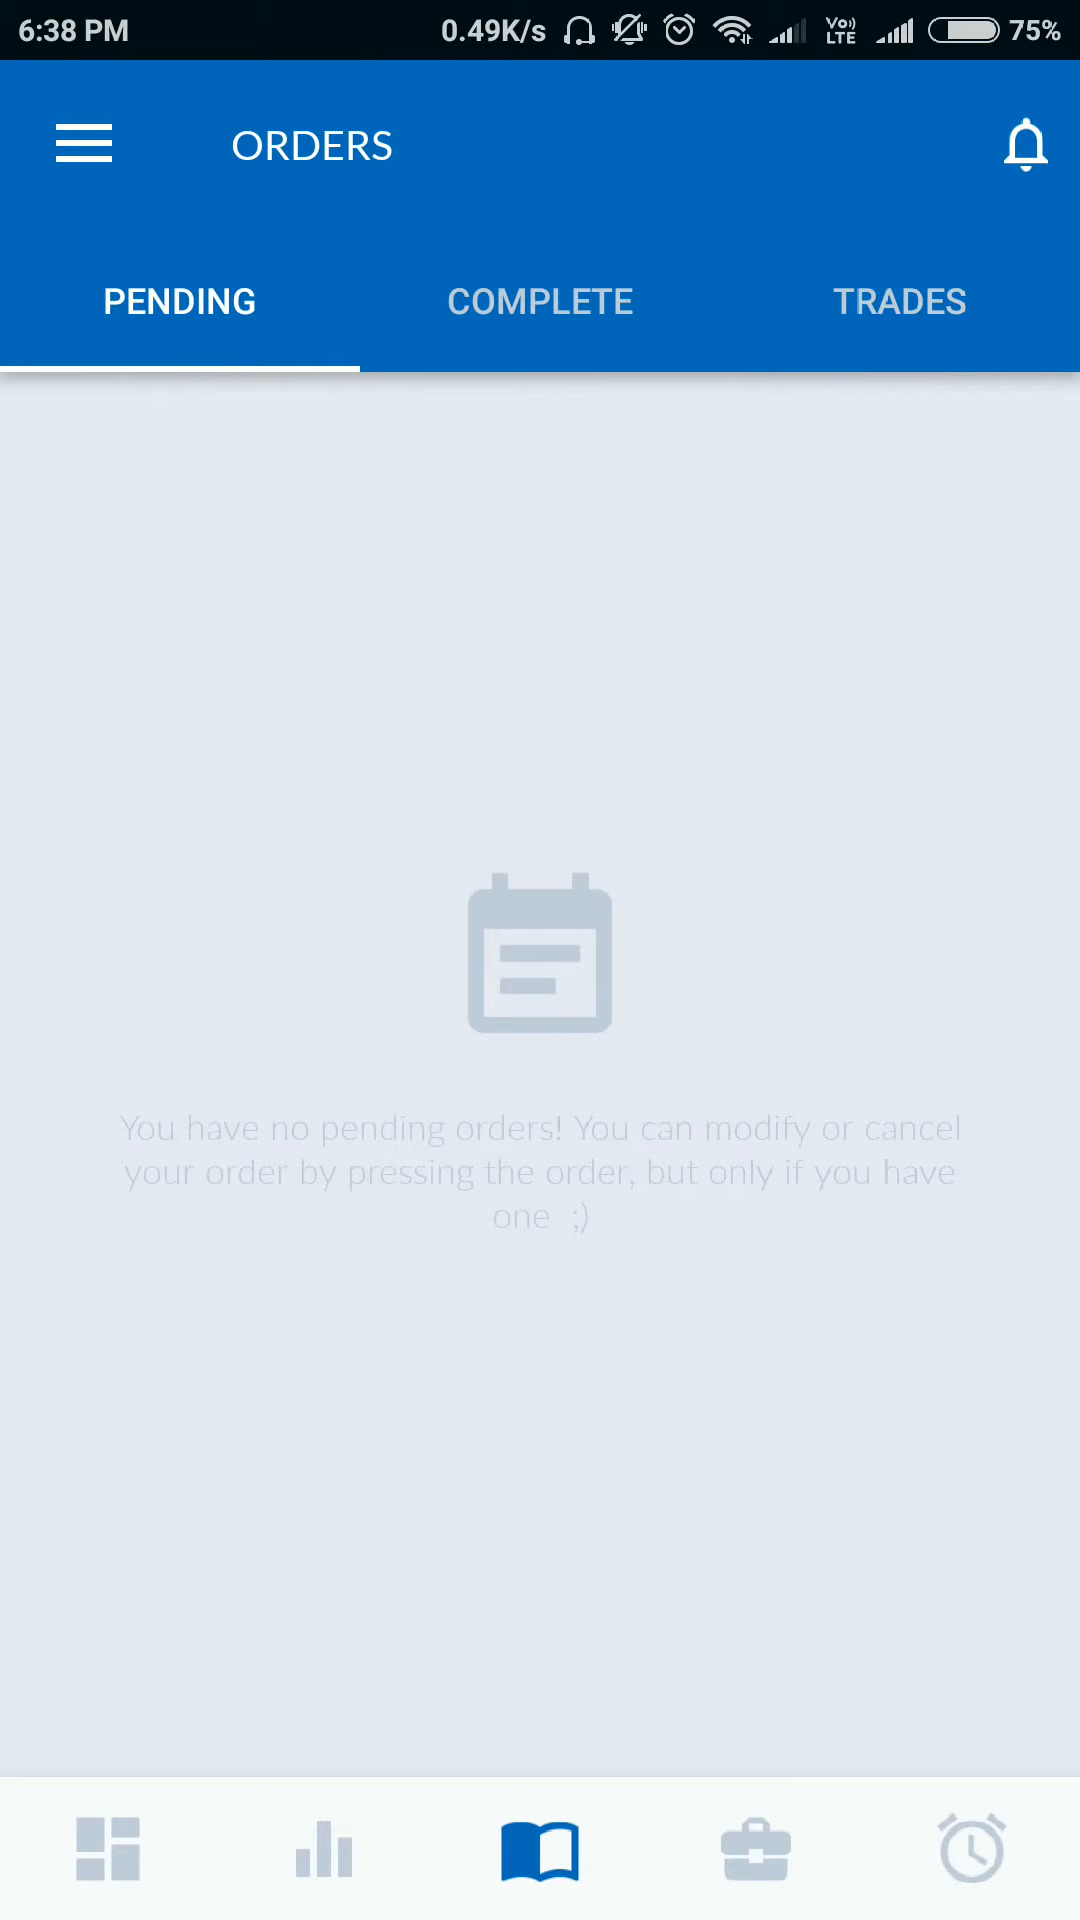 6:38 PM 0.49K/s Vo) LTE 75%
ORDERS
PENDING COMPLETE TRADES
You have no pending orders! You can modify or cancel
your order by pressing the order, but only if you have
one ;)